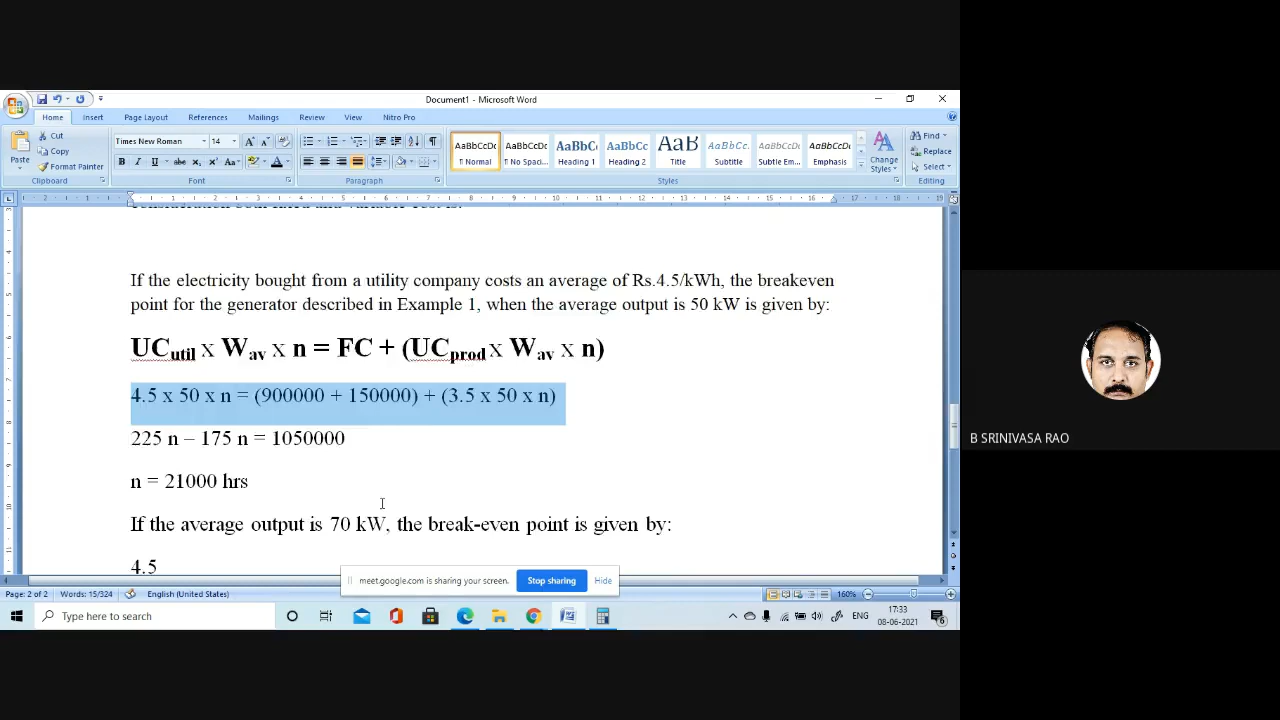 Document1 - Microsoft Word
Home Insert Page Layout References Mailings Review View Nitro Pro
Paste
Cut
Copy
Format Painter
Clipboard
Times New Roman 14
Font
Paragraph
AaBbCcDc AaBbCcDc AaBbC AaBbCc AaB AaBbCc. AaBbCcDc AaBbCcDc
¶ Normal ¶ No Spaci... Heading 1 Heading 2 Title Subtitle Subtle Em... Emphasis
Styles
Change
Styles
Find
Replace
Select
Editing
If the electricity bought from a utility company costs an average of Rs.4.5/kWh, the breakeven
point for the generator described in Example 1, when the average output is 50 kW is given by:
UCutil x Wav x n = FC + (UCprod x Wav x n)
4.5 x 50 x n = (900000 + 150000) + (3.5 x 50 x n)
225 n – 175 n = 1050000
n = 21000 hrs
If the average output is 70 kW, the break-even point is given by:
4.5
meet.google.com is sharing your screen. Stop sharing Hide
Page: 2 of 2 Words: 15/324 English (United States) 160%
Type here to search
ENG
17:33
08-06-2021
B SRINIVASA RAO